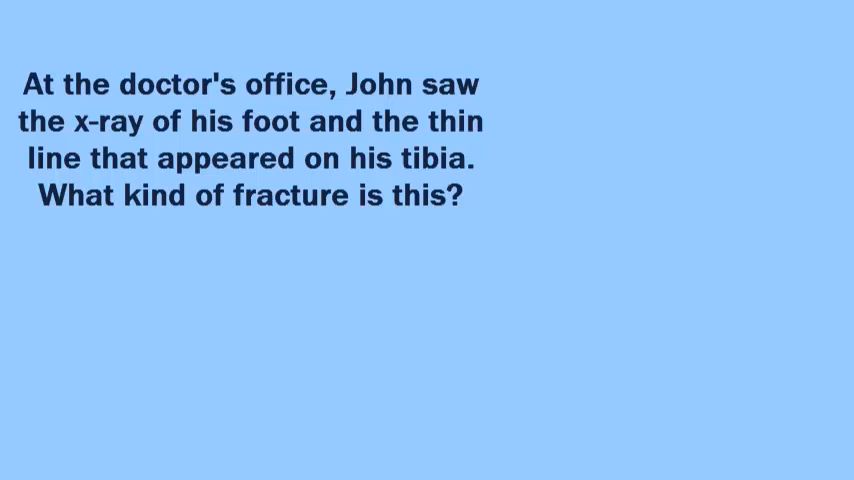 At the doctor's office, John saw
the x-ray of his foot and the thin
line that appeared on his tibia.
What kind of fracture is this?